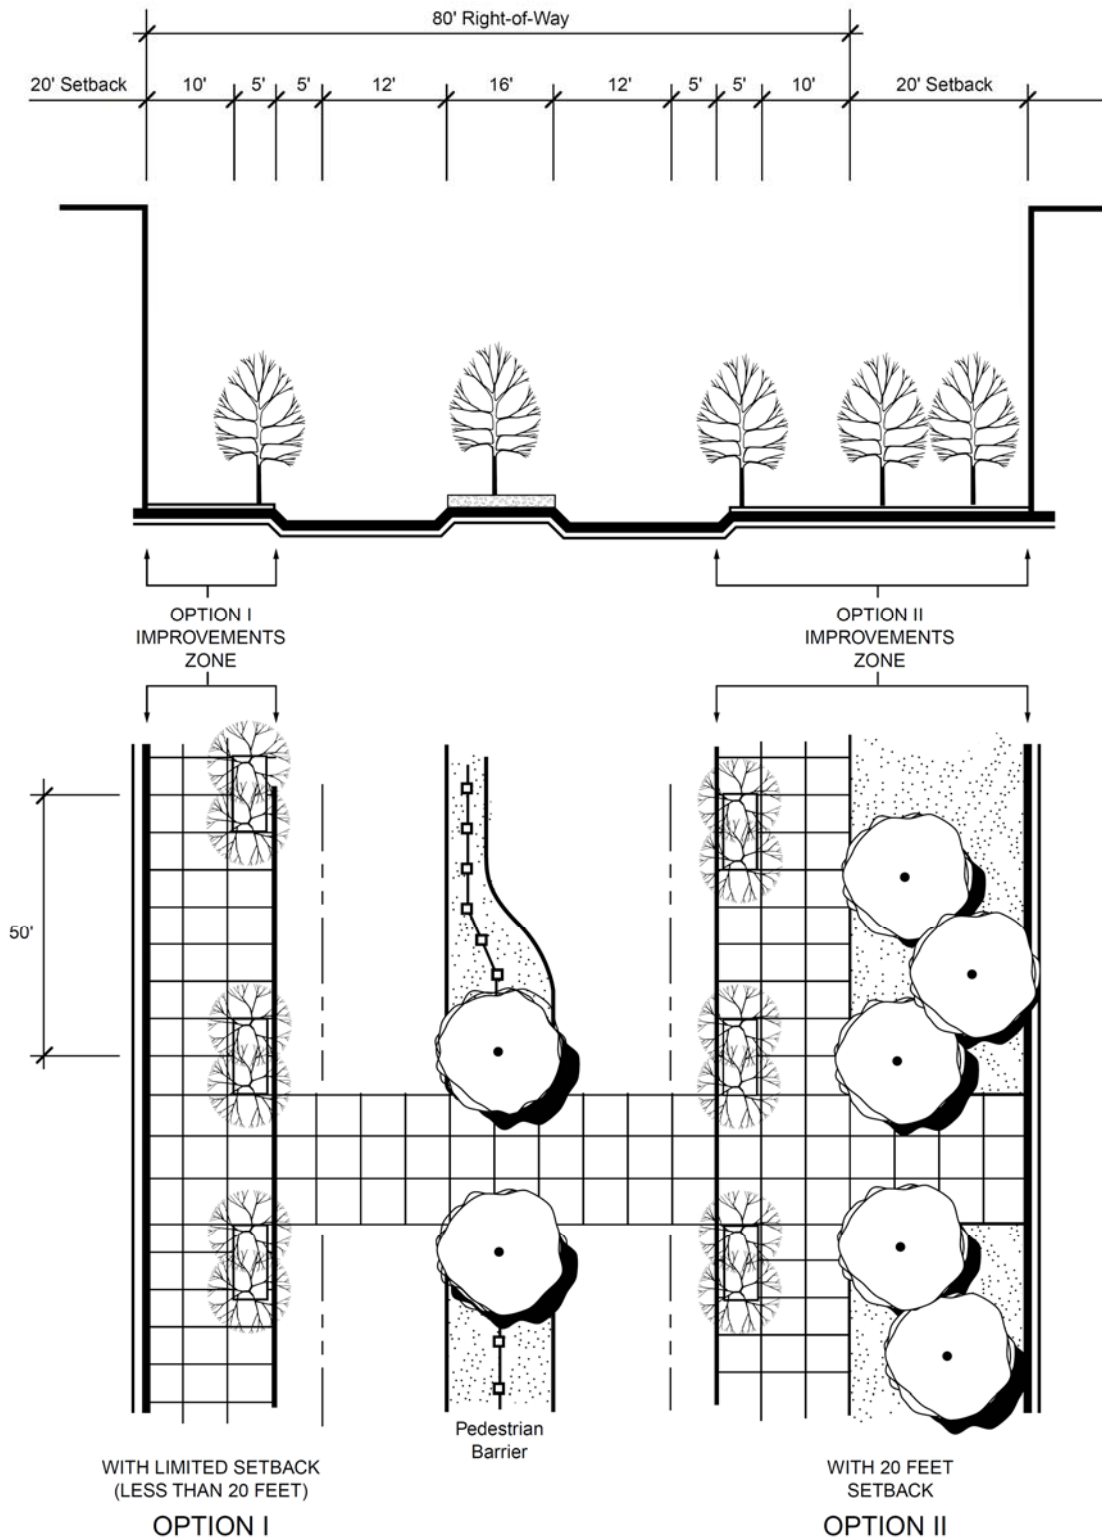 80' Right-of-Way
20' Setback 10' 5' 5' 12' 16' 12' 5' 5' 10' 20' Setback
OPTION I
IMPROVEMENTS
ZONE
OPTION II
IMPROVEMENTS
ZONE
50'
Pedestrian
Barrier
WITH LIMITED SETBACK
(LESS THAN 20 FEET)
OPTION I
WITH 20 FEET
SETBACK
OPTION II